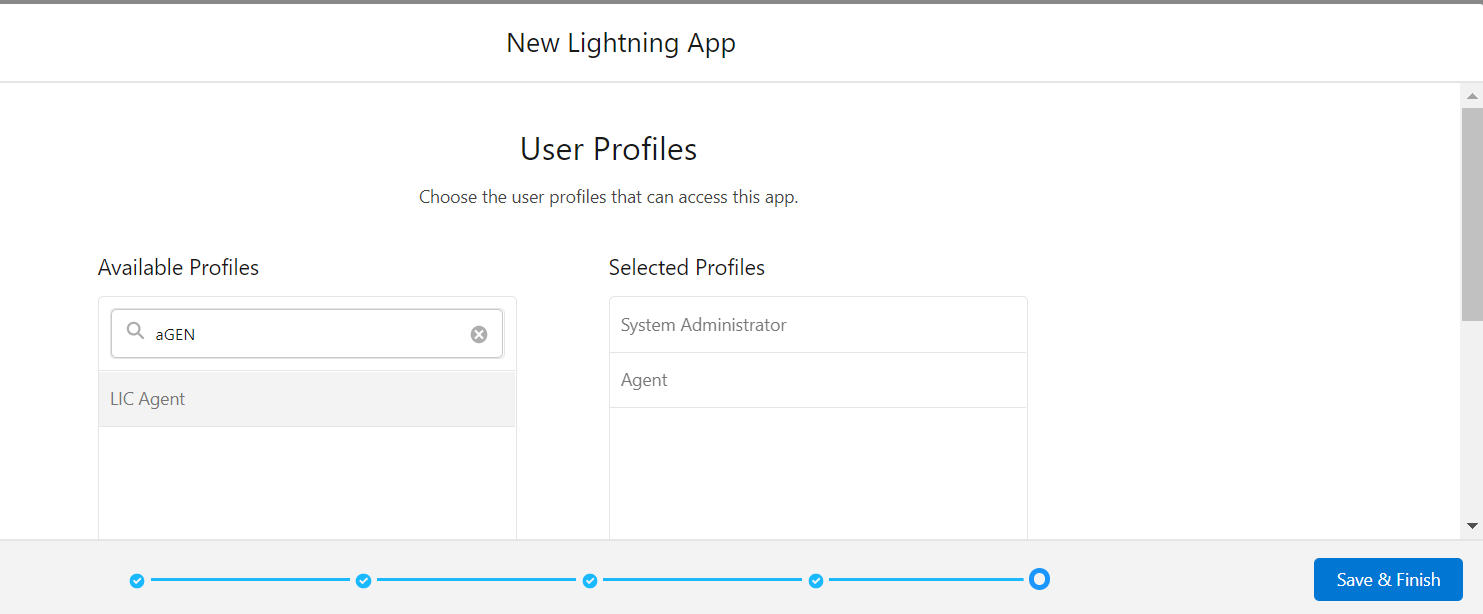 New Lightning App
User Profiles
Choose the user profiles that can access this app.
Available Profiles
aGEN
LIC Agent
Selected Profiles
System Administrator
Agent
Save & Finish